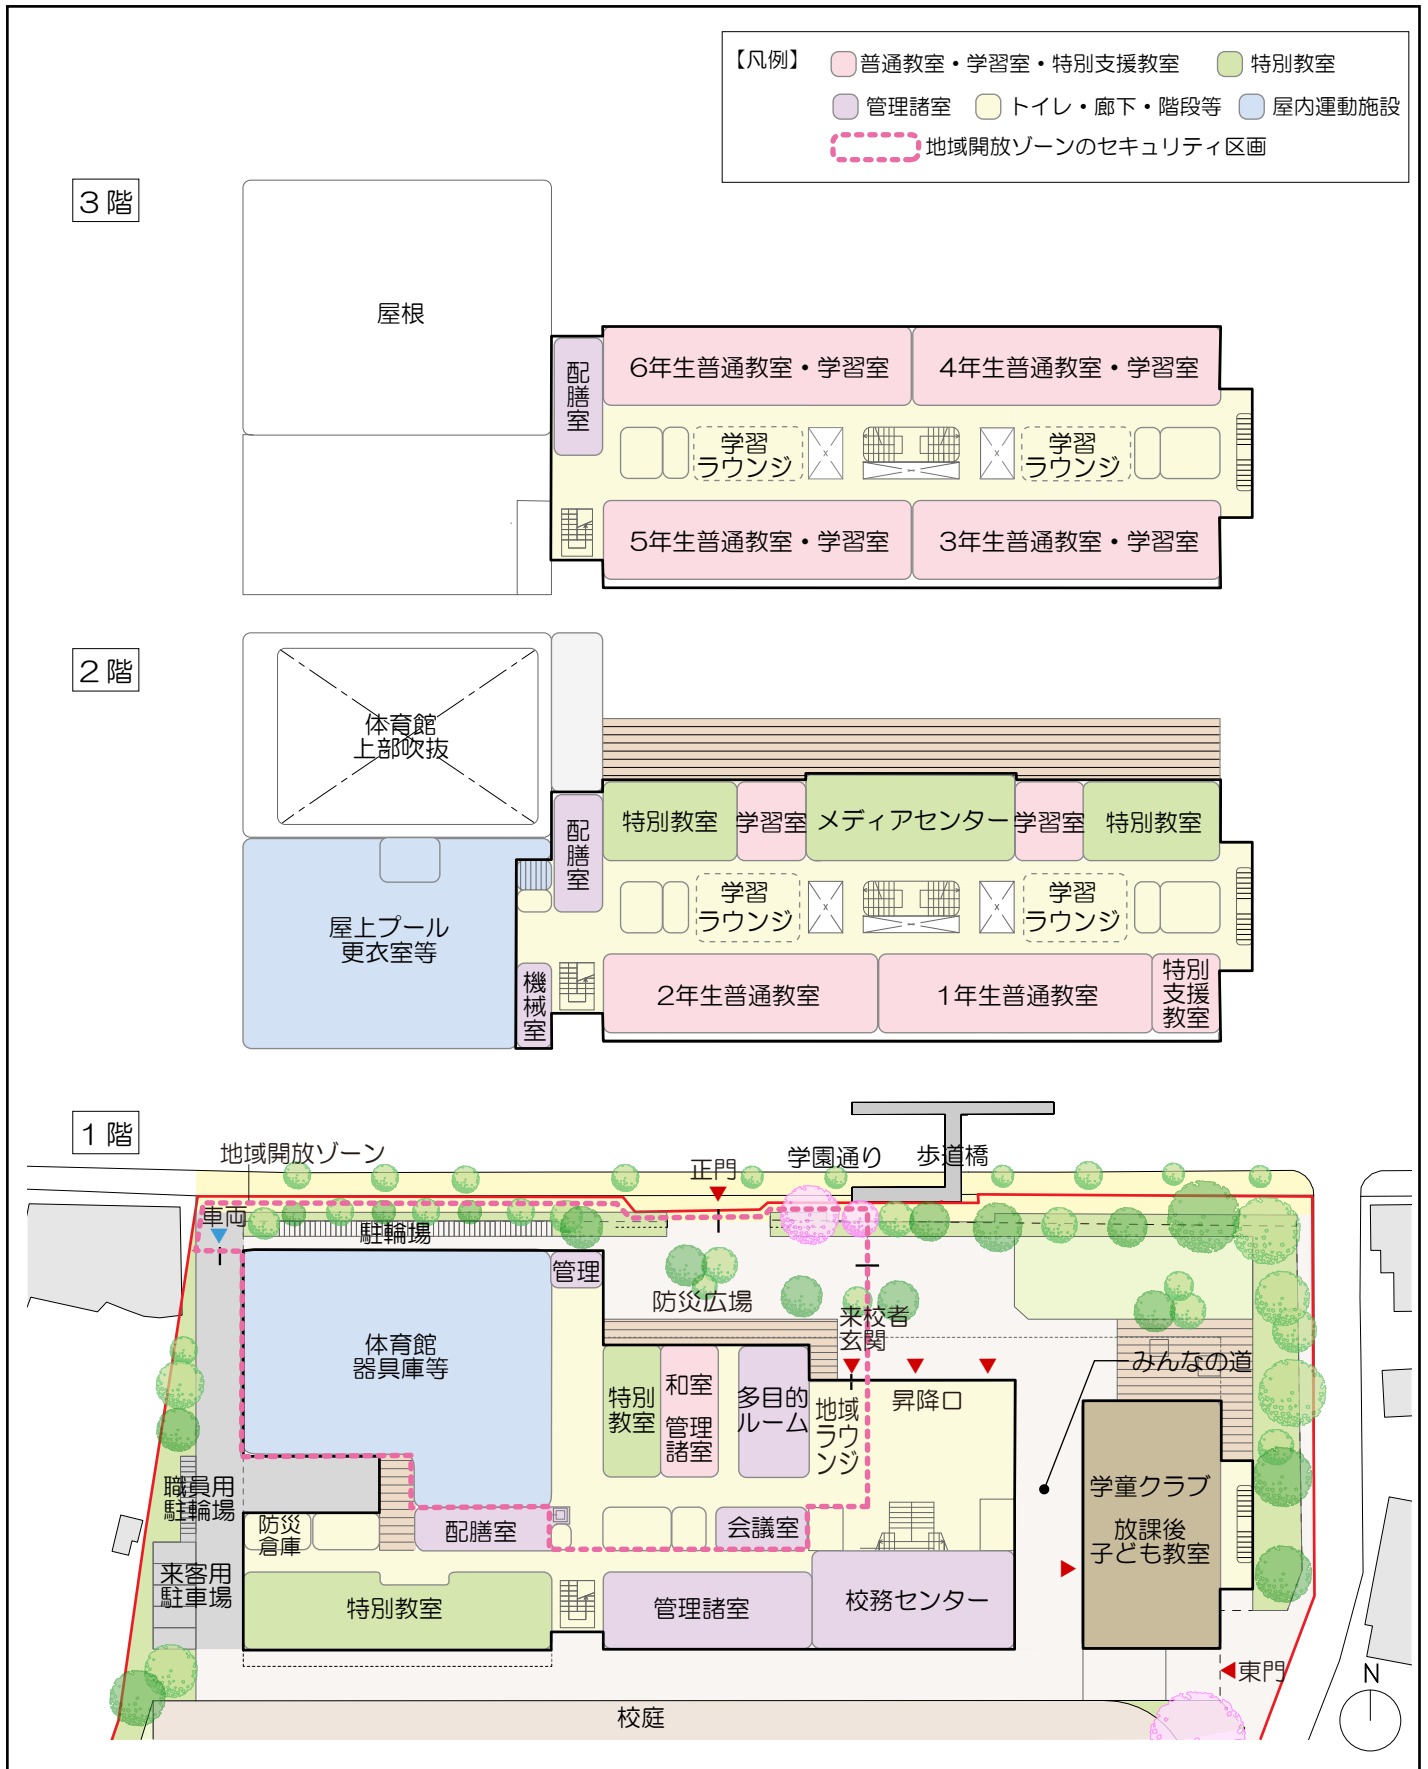 【凡例】 普通教室・学習室・特別支援教室 特別教室
管理諸室 トイレ・廊下・階段等 屋内運動施設
地域開放ゾーンのセキュリティ区画
3階
屋根
配膳室
6年生普通教室・学習室
4年生普通教室・学習室
学習
ラウンジ
学習
ラウンジ
5年生普通教室・学習室
3年生普通教室・学習室
2階
体育館
上部吹抜
配膳室
特別教室
学習室
メディアセンター
学習室
特別教室
屋上プール
更衣室等
学習
ラウンジ
学習
ラウンジ
機械室
2年生普通教室
1年生普通教室
特別
支援
教室
1階
地域開放ゾーン
正門
学園通り
歩道橋
車両
駐輪場
管理
防災広場
来校者
玄関
体育館
器具庫等
みんなの道
特別
教室
和室
管理
諸室
多目的
ルーム
地域
ラウ
ンジ
昇降口
職員用
駐輪場
防災
倉庫
配膳室
会議室
学童クラブ
放課後
子ども教室
来客用
駐車場
特別教室
管理諸室
校務センター
東門
N
校庭